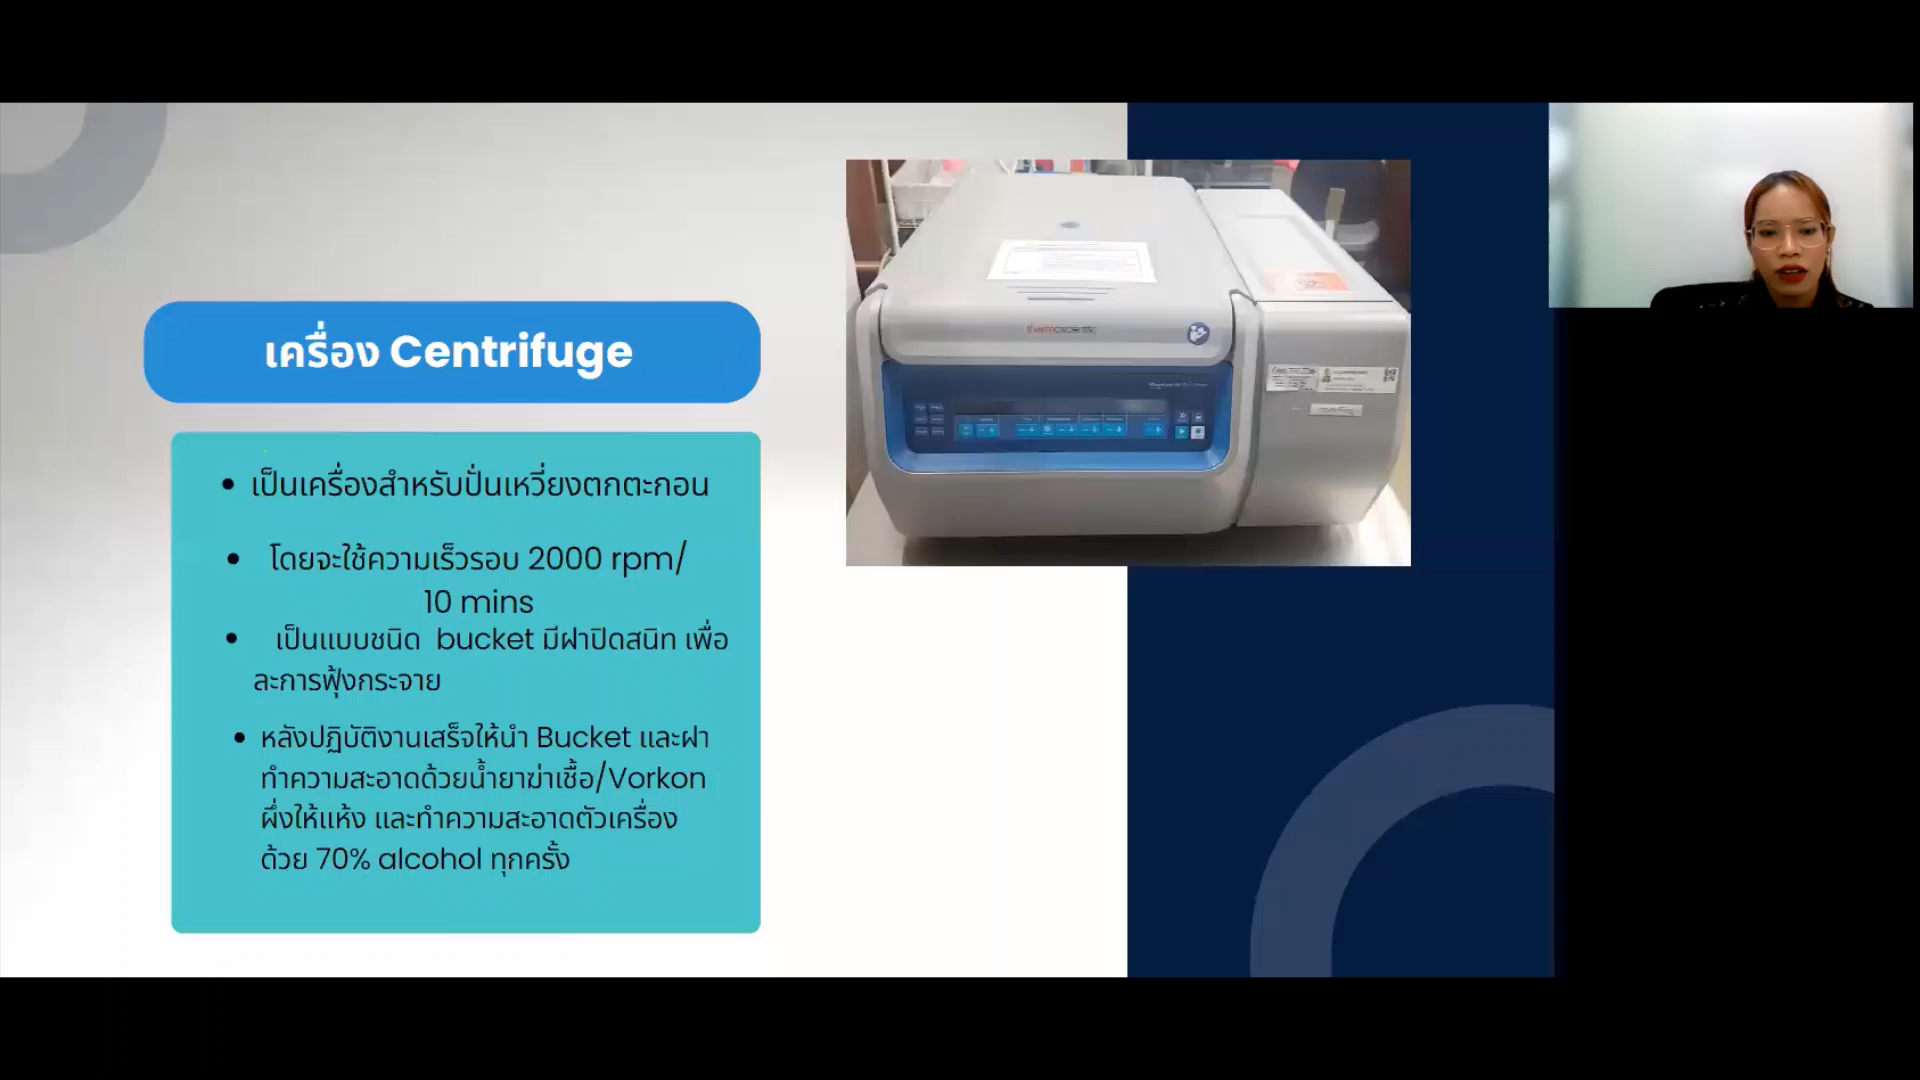 เครื่อง Centrifuge
• เป็นเครื่องสำหรับปั่นเหวี่ยงตกตะกอน
• โดยจะใช้ความเร็วรอบ 2000 rpm/
10 mins
• เป็นแบบชนิด bucket มีฝาปิดสนิท เพื่อ
ละการฟุ้งกระจาย
• หลังปฏิบัติงานเสร็จให้นำ Bucket และฝา
ทำความสะอาดด้วยน้ำยาฆ่าเชื้อ/Vorkon
ผึ่งให้แห้ง และทำความสะอาดตัวเครื่อง
ด้วย 70% alcohol ทุกครั้ง
thermoscientific